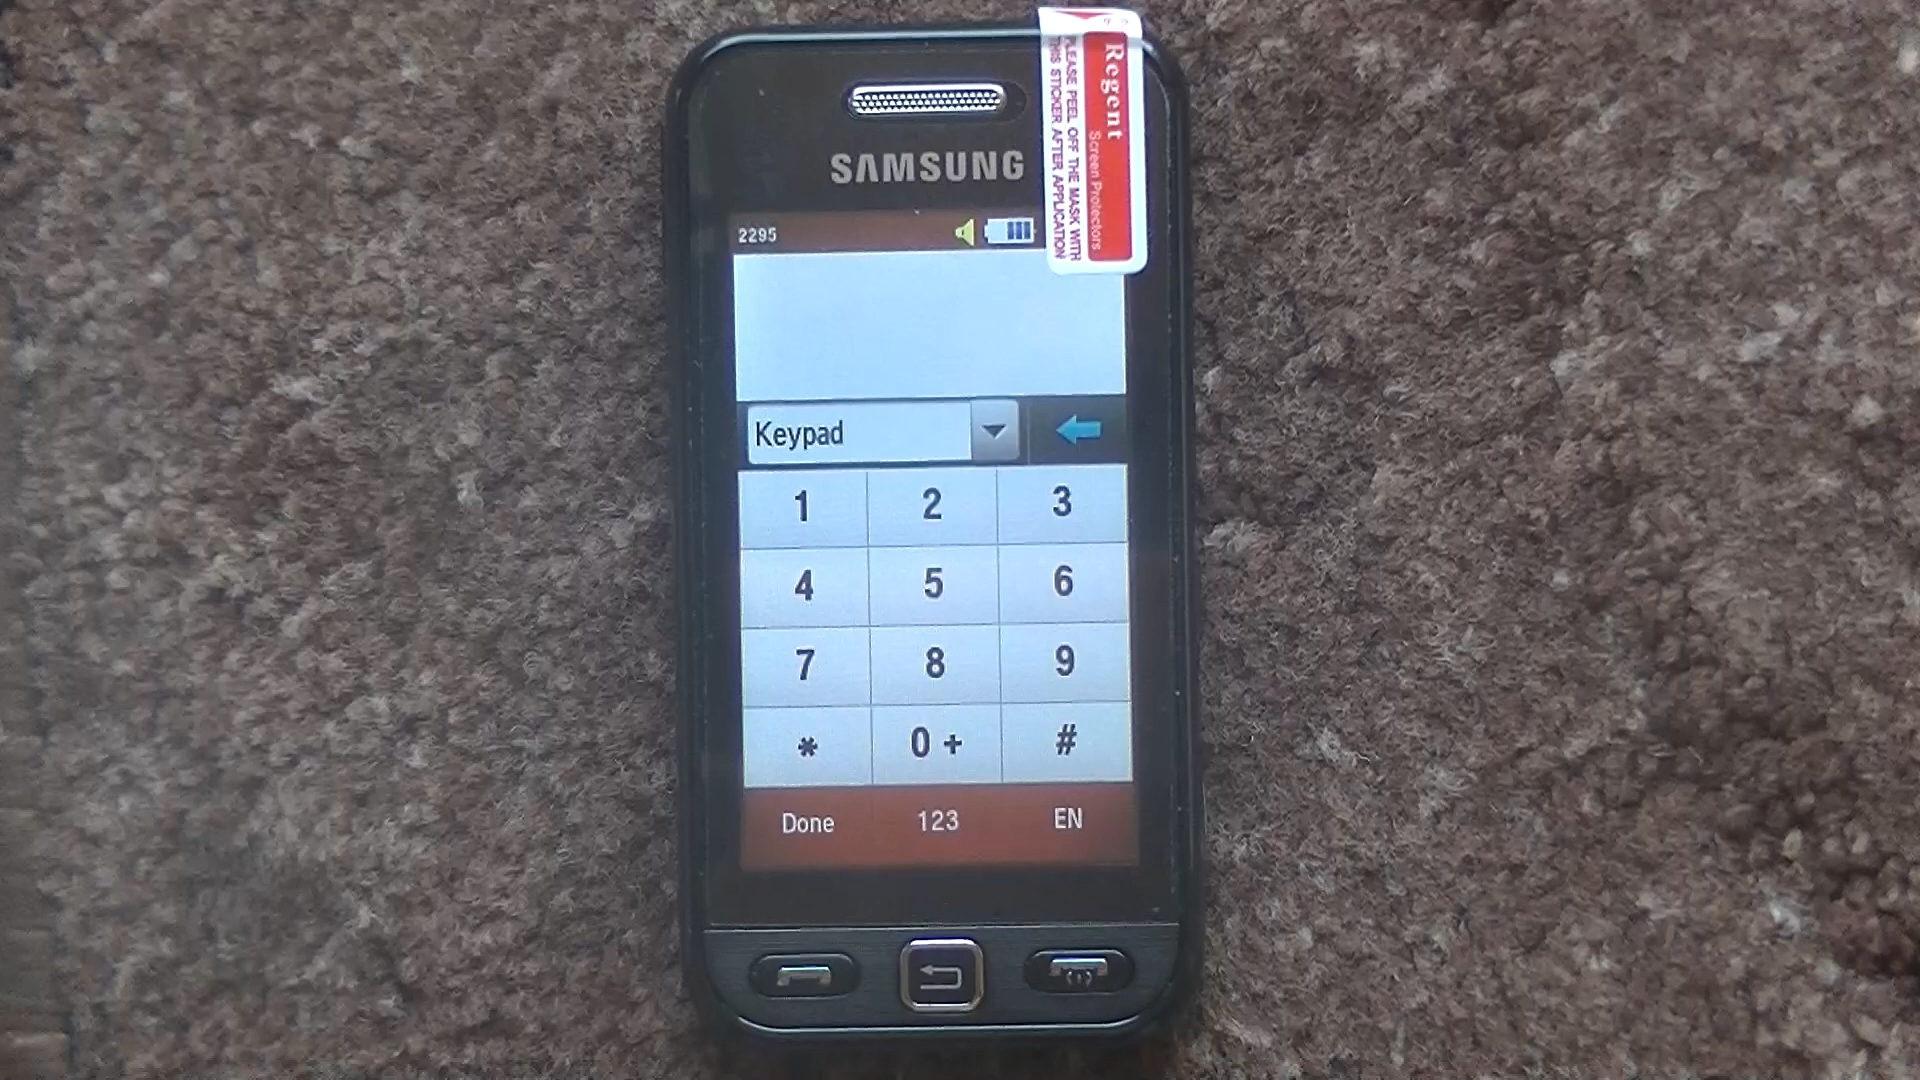 Regent
Screen Protectors
PLEASE PEEL OFF THE MASK WITH
THIS STICKER AFTER APPLICATION
SAMSUNG
2295
Keypad
1 2 3
4 5 6
7 8 9
* 0 + #
Done 123 EN